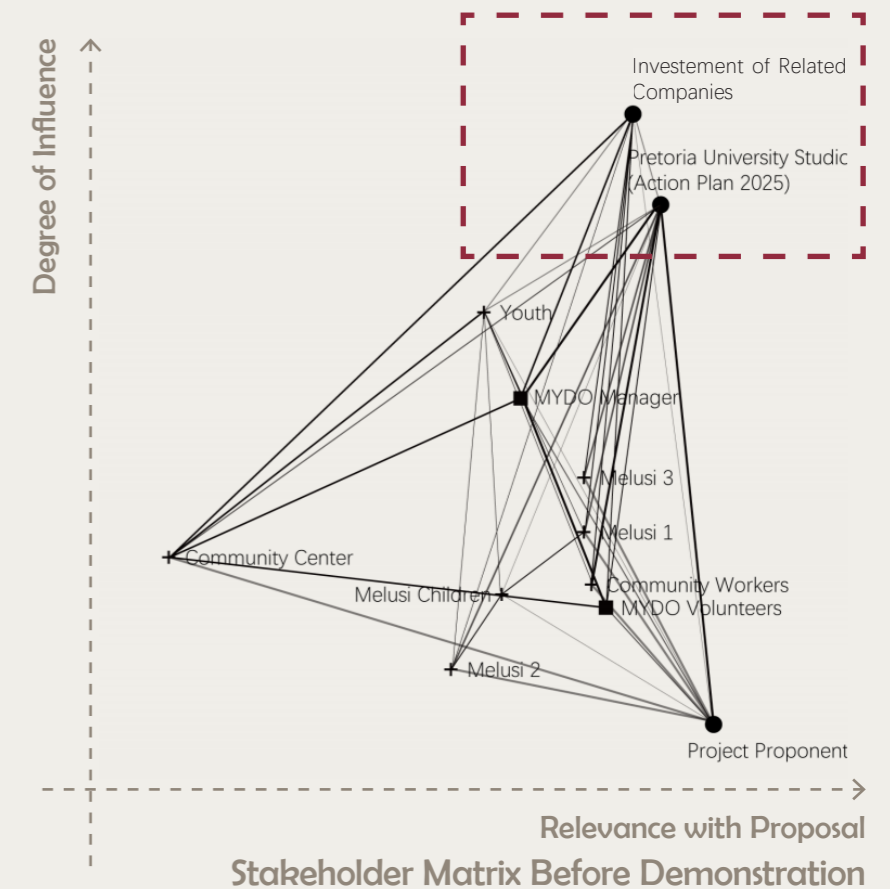 Degree of Influence
Investement of Related
Companies
Pretoria University Studic
(Action Plan 2025)
Youth
MYDO Manager
Melusi 3
Melusi 1
Community Center
Community Workers
Melusi Children
MYDO Volunteers
Melusi 2
Project Proponent
Relevance with Proposal
Stakeholder Matrix Before Demonstration